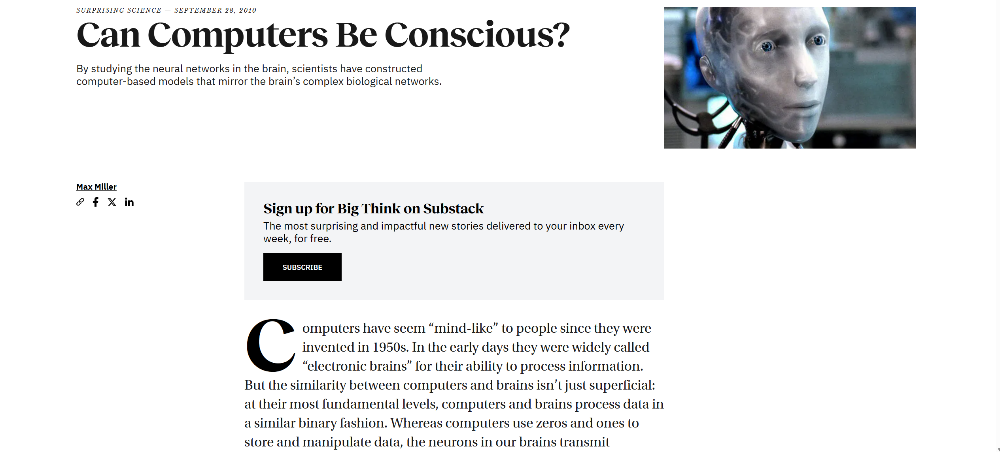 SURPRISING SCIENCE — SEPTEMBER 28, 2010
Can Computers Be Conscious?
By studying the neural networks in the brain, scientists have constructed
computer-based models that mirror the brain’s complex biological networks.
Max Miller
Sign up for Big Think on Substack
The most surprising and impactful new stories delivered to your inbox every
week, for free.
SUBSCRIBE
Computers have seem “mind-like” to people since they were
invented in 1950s. In the early days they were widely called
“electronic brains” for their ability to process information.
But the similarity between computers and brains isn’t just superficial:
at their most fundamental levels, computers and brains process data in
a similar binary fashion. Whereas computers use zeros and ones to
store and manipulate data, the neurons in our brains transmit